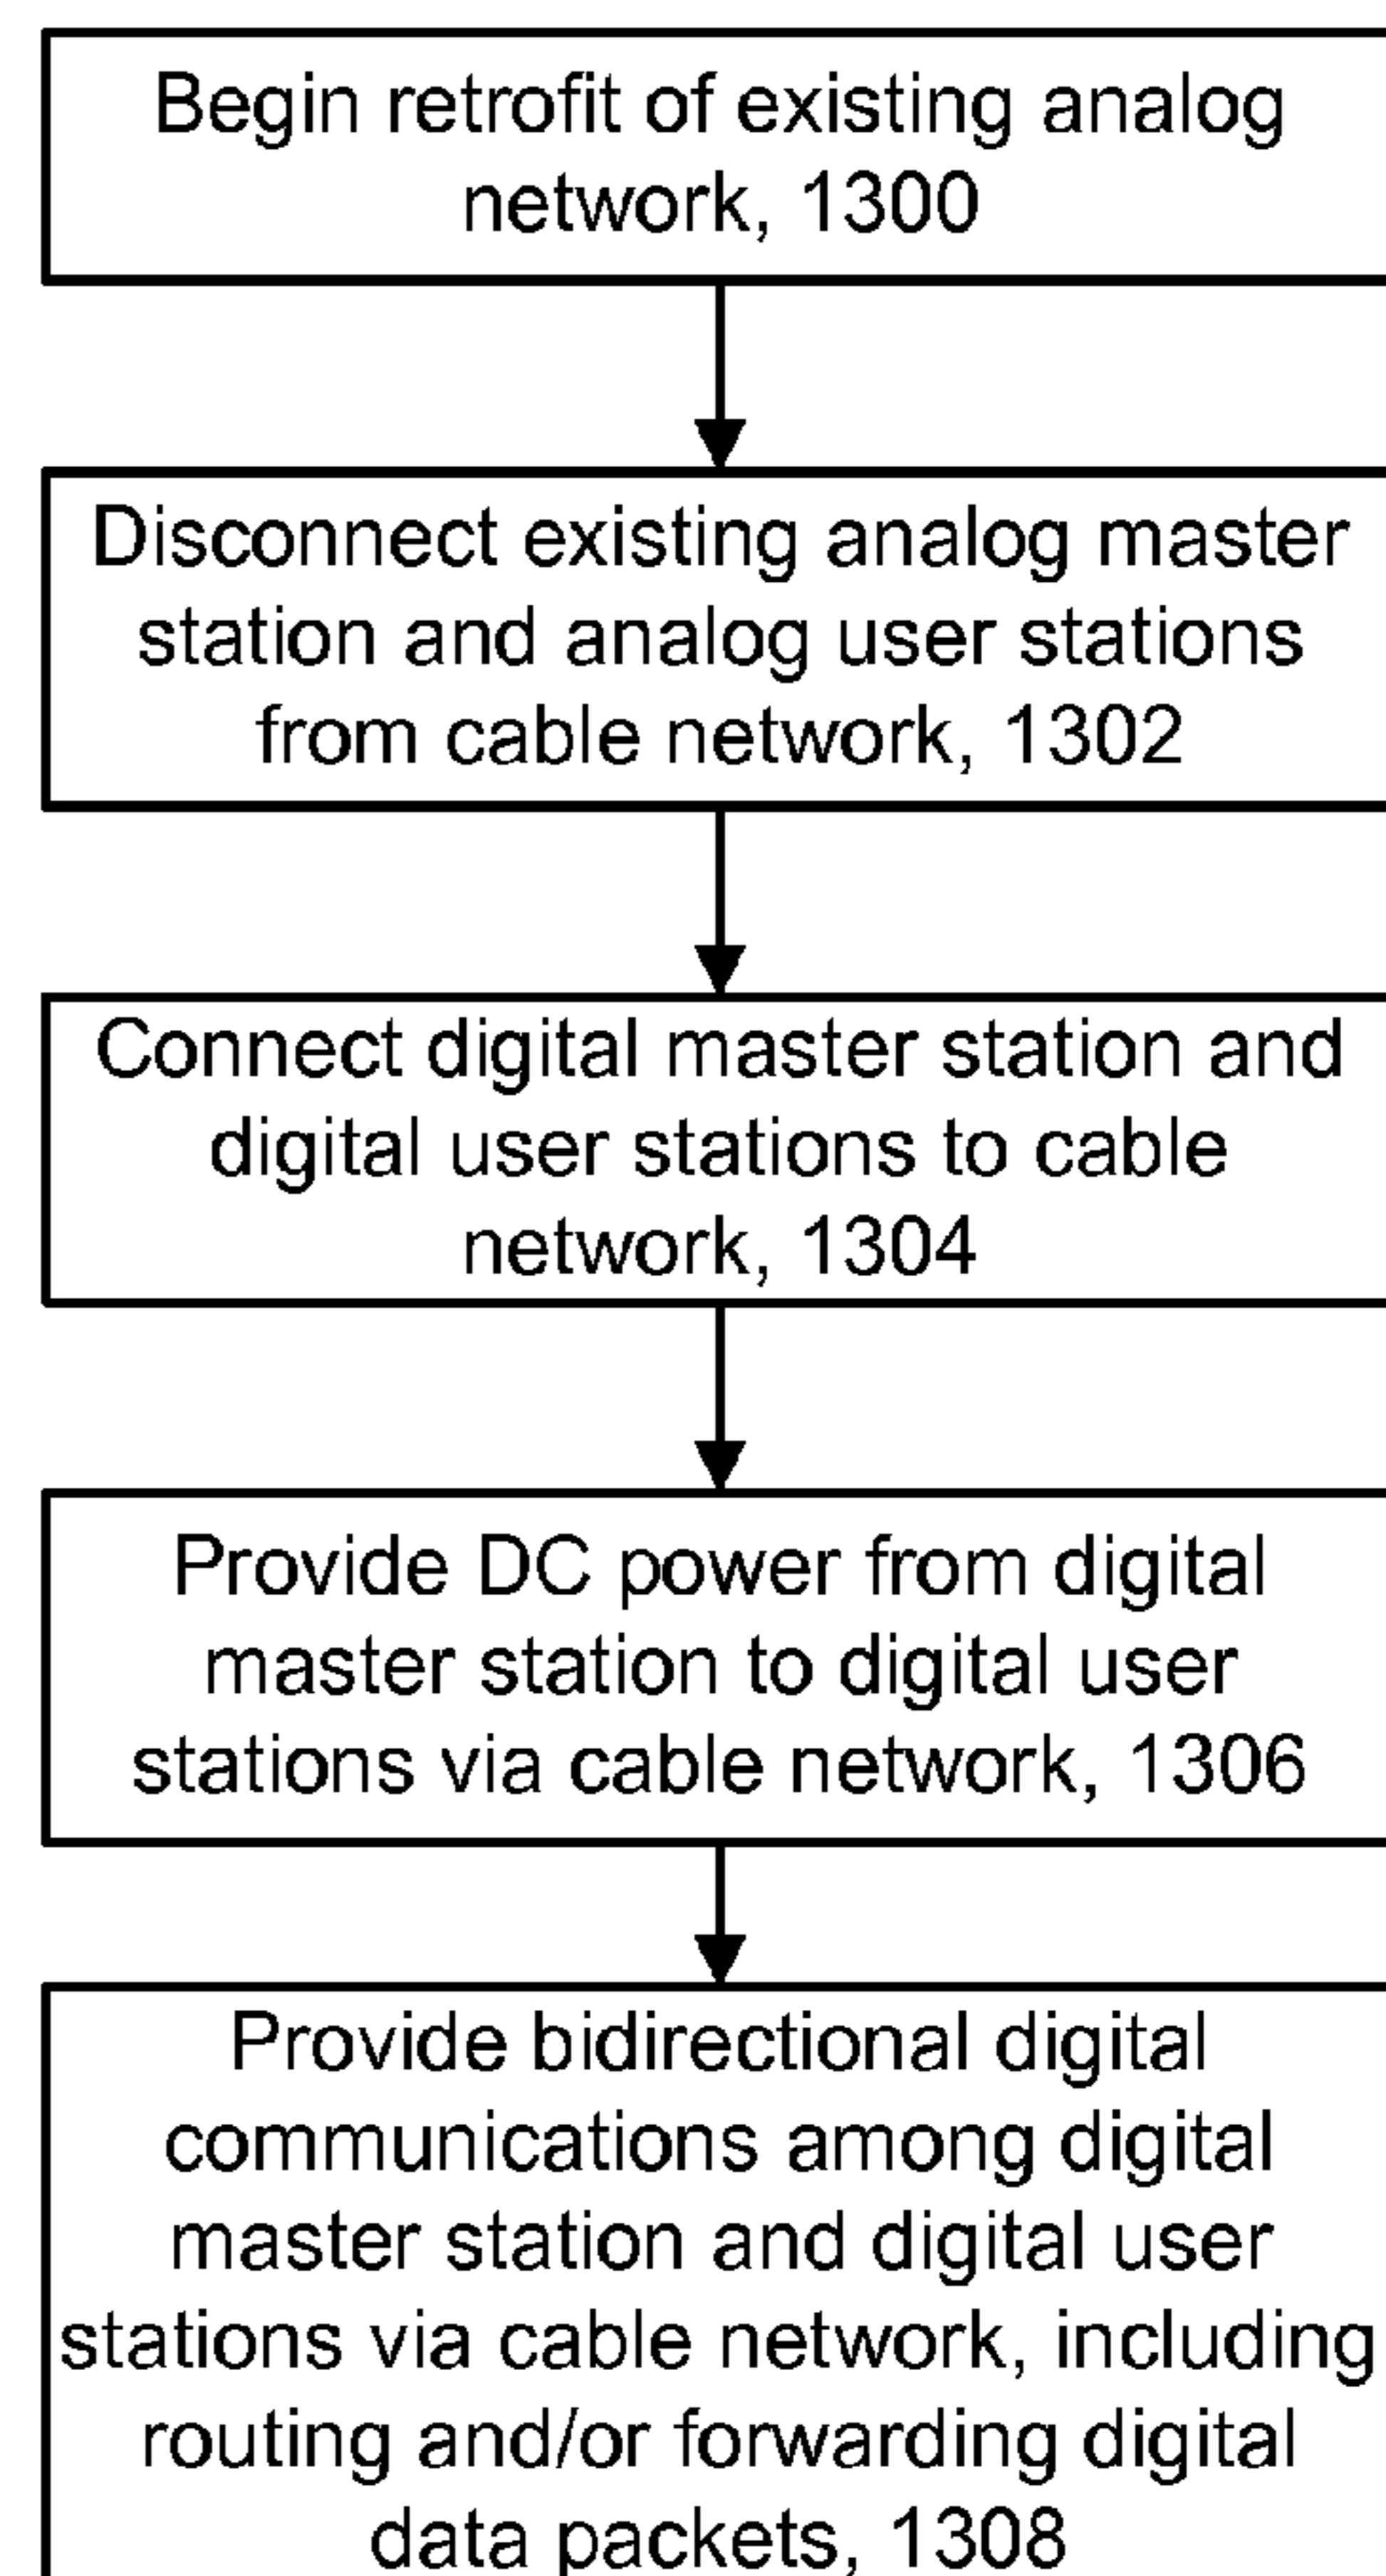 Begin retrofit of existing analog
network, 1300
Disconnect existing analog master
station and analog user stations
from cable network, 1302
Connect digital master station and
digital user stations to cable
network, 1304
Provide DC power from digital
master station to digital user
stations via cable network, 1306
Provide bidirectional digital
communications among digital
master station and digital user
stations via cable network, including
routing and/or forwarding digital
data packets, 1308